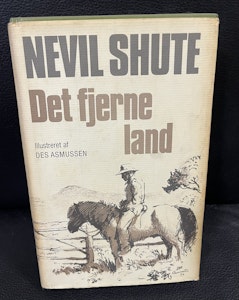 NEVIL SHUTE
Det fjerne
land
Illustreret af
DES ASMUSSEN